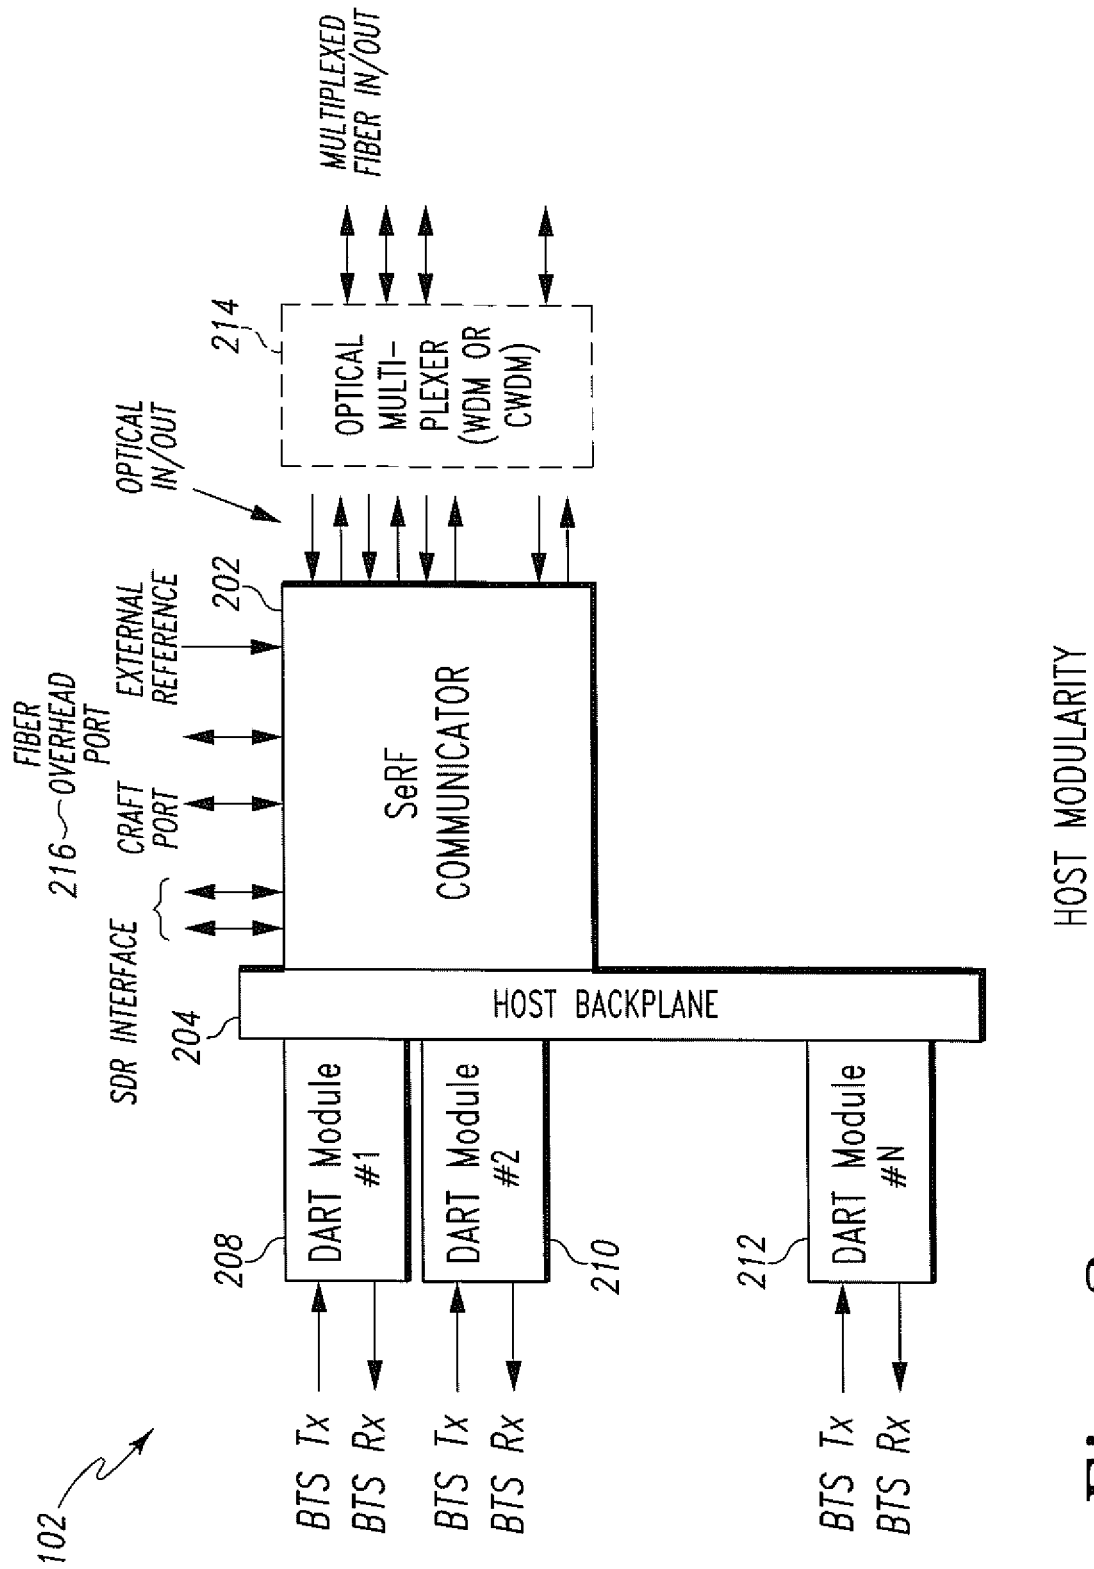 102
FIBER
216 OVERHEAD
PORT
SDR INTERFACE
CRAFT
PORT
EXTERNAL
REFERENCE
OPTICAL
IN/OUT
MULTIPLEXED
FIBER IN/OUT
204
202
214
208
BTS Tx
BTS Rx
DART Module
#1
BTS Tx
BTS Rx
DART Module
#2
210
HOST BACKPLANE
SeRF
COMMUNICATOR
OPTICAL
MULTI-
PLEXER
(WDM OR
CWDM)
212
BTS Tx
BTS Rx
DART Module
#N
HOST MODULARITY